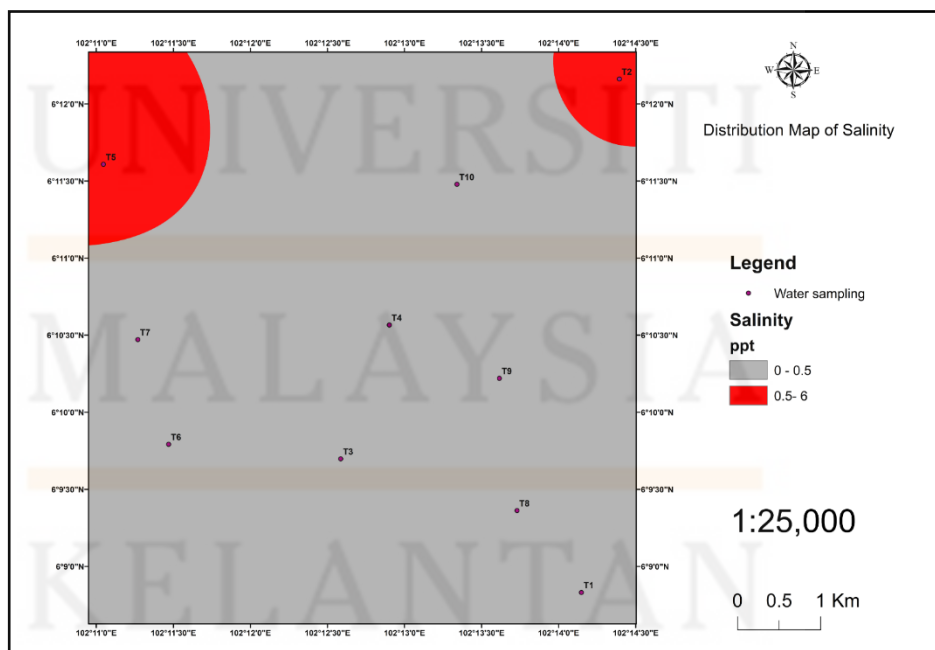 102°11'0"E 102°11'30"E 102°12'0"E 102°12'30"E 102°13'0"E 102°13'30"E 102°14'0"E 102°14'30"E
N
W E
S
Distribution Map of Salinity
UNIVERSITI
MALAYSIA
KELANTAN
6°12'0"N 6°12'0"N
6°11'30"N 6°11'30"N
6°11'0"N 6°11'0"N
6°10'30"N 6°10'30"N
6°10'0"N 6°10'0"N
6°9'30"N 6°9'30"N
6°9'0"N 6°9'0"N
T2
T5
T10
T4
T7
T9
T6
T3
T8
T1
Legend
Water sampling
Salinity
ppt
0 - 0.5
0.5- 6
1:25,000
0 0.5 1 Km
102°11'0"E 102°11'30"E 102°12'0"E 102°12'30"E 102°13'0"E 102°13'30"E 102°14'0"E 102°14'30"E